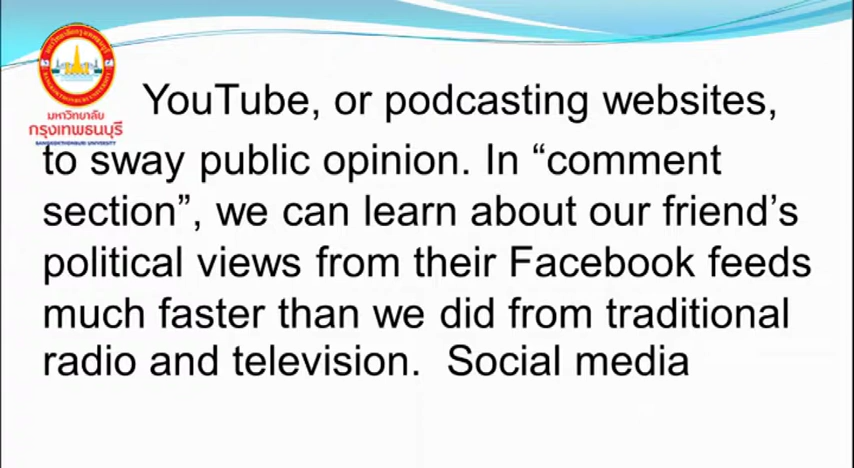 มหาวิทยาลัย
กรุงเทพธนบุรี
BANGKOKTHONBURI UNIVERSITY
YouTube, or podcasting websites,
to sway public opinion. In “comment
section”, we can learn about our friend’s
political views from their Facebook feeds
much faster than we did from traditional
radio and television. Social media